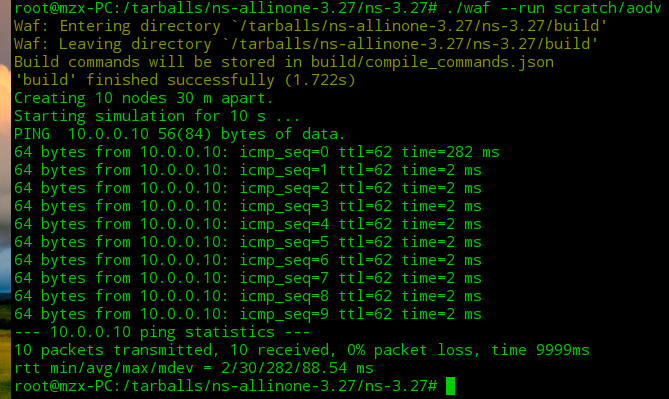 root@mzx-PC:/tarballs/ns-allinone-3.27/ns-3.27# ./waf --run scratch/aodv
Waf: Entering directory `/tarballs/ns-allinone-3.27/ns-3.27/build'
Waf: Leaving directory `/tarballs/ns-allinone-3.27/ns-3.27/build'
Build commands will be stored in build/compile_commands.json
'build' finished successfully (1.722s)
Creating 10 nodes 30 m apart.
Starting simulation for 10 s ...
PING  10.0.0.10 56(84) bytes of data.
64 bytes from 10.0.0.10: icmp_seq=0 ttl=62 time=282 ms
64 bytes from 10.0.0.10: icmp_seq=1 ttl=62 time=2 ms
64 bytes from 10.0.0.10: icmp_seq=2 ttl=62 time=2 ms
64 bytes from 10.0.0.10: icmp_seq=3 ttl=62 time=2 ms
64 bytes from 10.0.0.10: icmp_seq=4 ttl=62 time=2 ms
64 bytes from 10.0.0.10: icmp_seq=5 ttl=62 time=2 ms
64 bytes from 10.0.0.10: icmp_seq=6 ttl=62 time=2 ms
64 bytes from 10.0.0.10: icmp_seq=7 ttl=62 time=2 ms
64 bytes from 10.0.0.10: icmp_seq=8 ttl=62 time=2 ms
64 bytes from 10.0.0.10: icmp_seq=9 ttl=62 time=2 ms
--- 10.0.0.10 ping statistics ---
10 packets transmitted, 10 received, 0% packet loss, time 9999ms
rtt min/avg/max/mdev = 2/30/282/88.54 ms
root@mzx-PC:/tarballs/ns-allinone-3.27/ns-3.27#